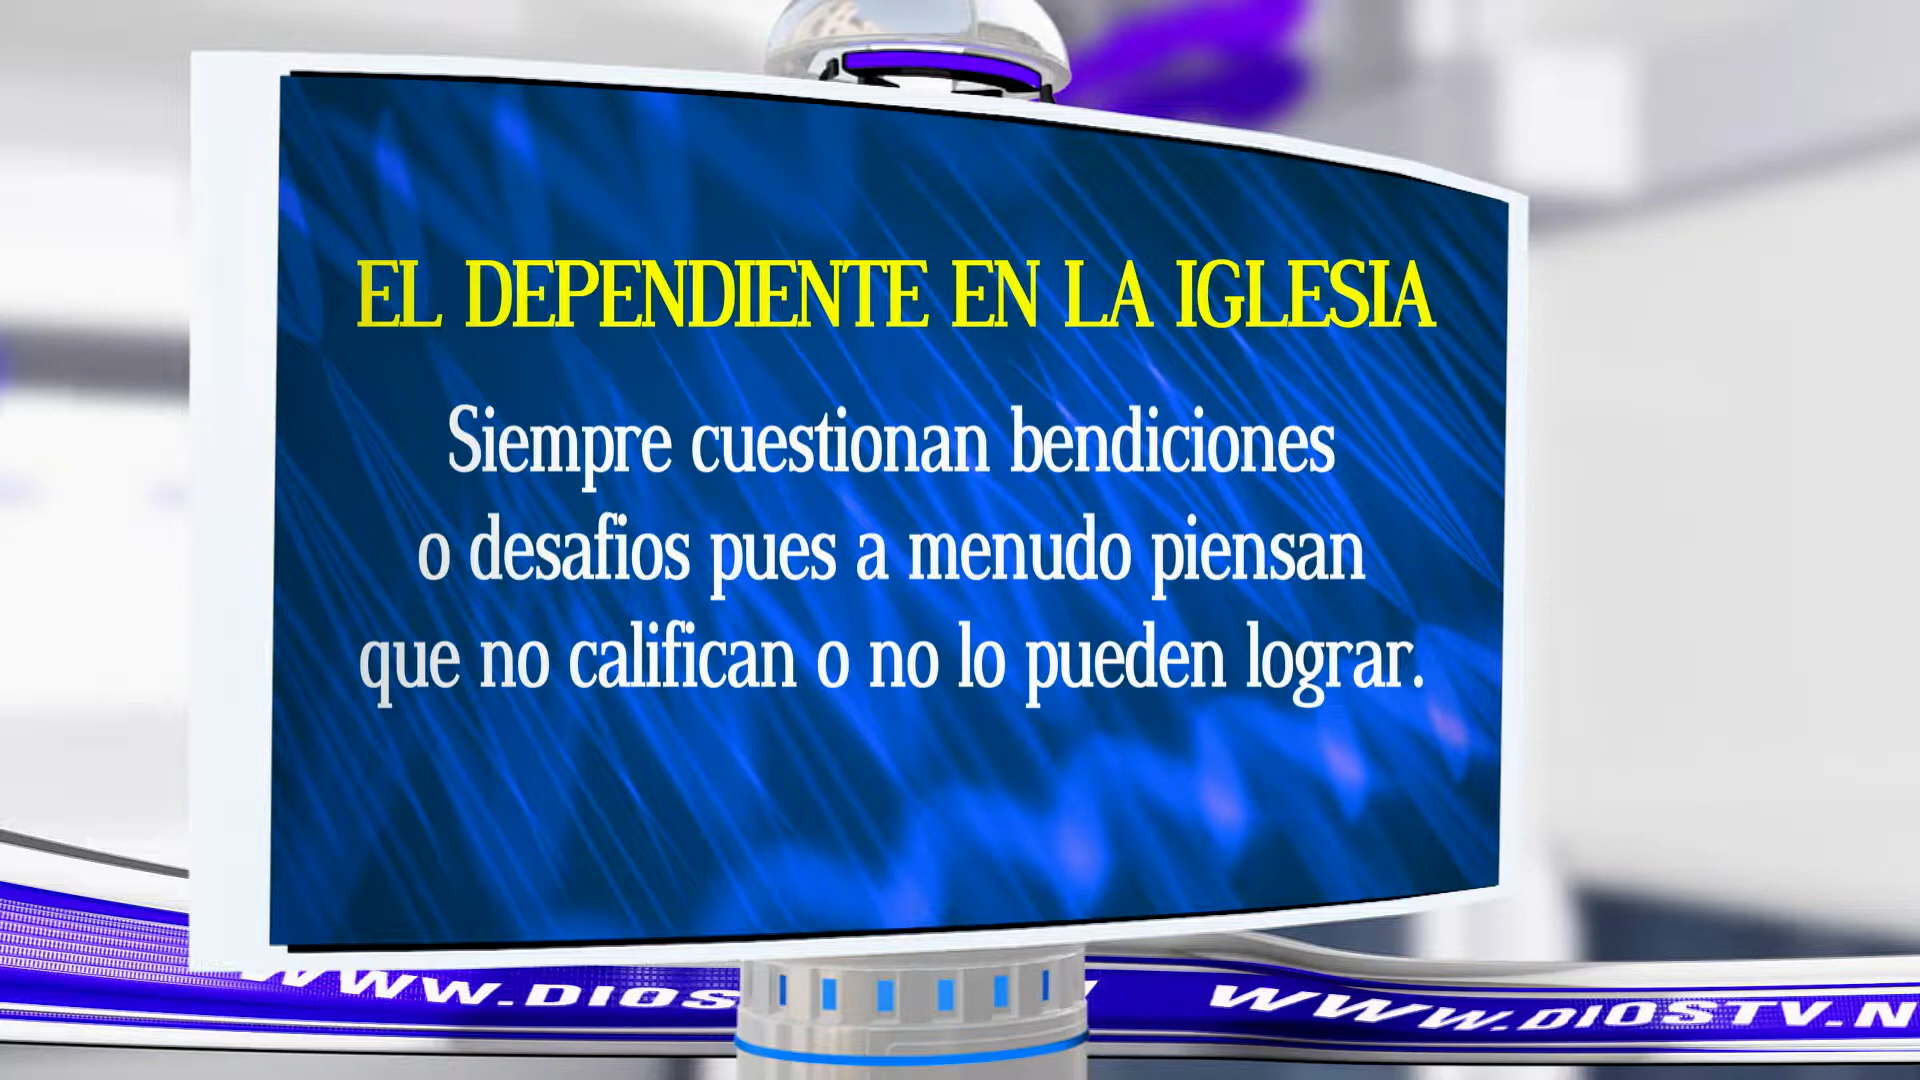 EL DEPENDIENTE EN LA IGLESIA
Siempre cuestionan bendiciones
o desafios pues a menudo piensan
que no califican o no lo pueden lograr.
WWW.DIOS
WWW.DIOSTV.N